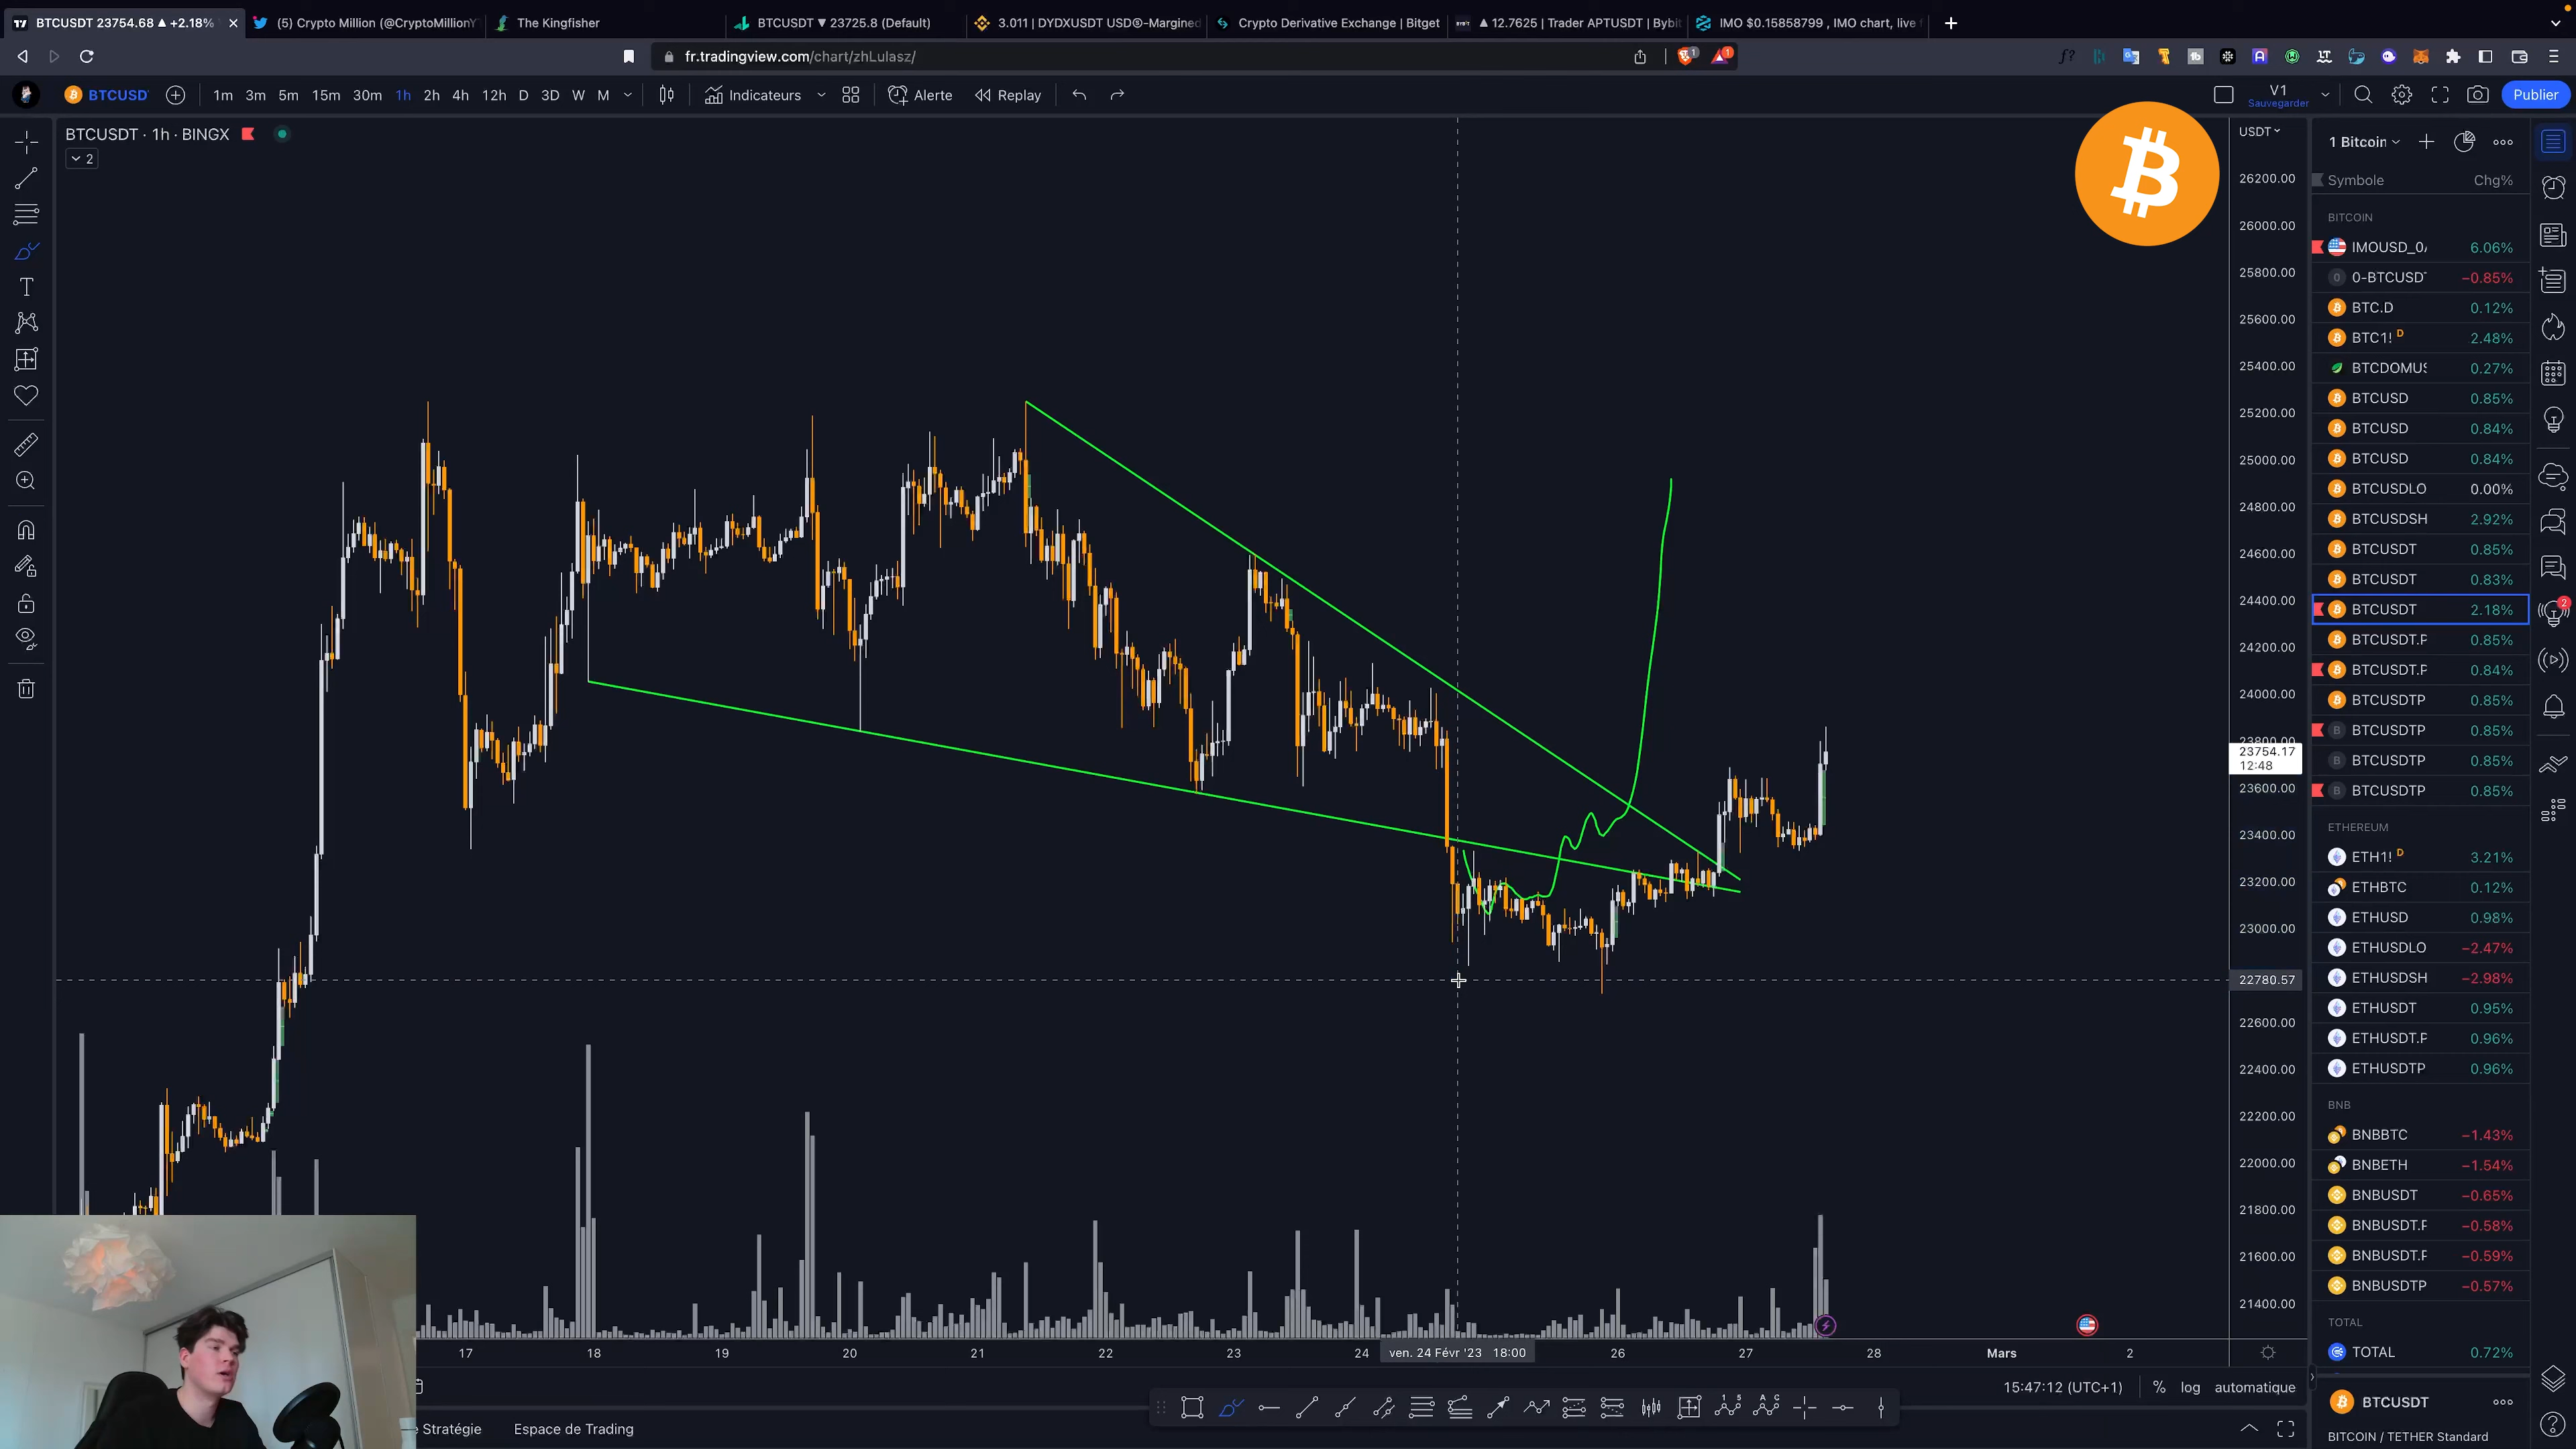 BTCUSDT 23754.68 ▲ +2.18%
(5) Crypto Million (@CryptoMillionY
The Kingfisher
BTCUSDT ▼ 23725.8 (Default)
3.011 | DYDXUSDT USDⓈ-Margined
Crypto Derivative Exchange | Bitget
▲ 12.7625 | Trader APTUSDT | Bybit
IMO $0.15858799 , IMO chart, live
fr.tradingview.com/chart/zhLulasz/
BTCUSD 1m 3m 5m 15m 30m 1h 2h 4h 12h D 3D W M Indicateurs Alerte Replay
V1
Sauvegarder
Publier
BTCUSDT · 1h · BINGX
2
USDT
26200.00
26000.00
25800.00
25600.00
25400.00
25200.00
25000.00
24800.00
24600.00
24400.00
24200.00
24000.00
23800.00
23754.17
12:48
23600.00
23400.00
23200.00
23000.00
22780.57
22600.00
22400.00
22200.00
22000.00
21800.00
21600.00
21400.00
17 18 19 20 21 22 23 24 ven. 24 Févr '23 18:00 26 27 28 Mars 2
15:47:12 (UTC+1) % log automatique
Stratégie Espace de Trading
1 Bitcoin
Symbole Chg%
BITCOIN
IMOUSD_0/ 6.06%
0-BTCUSDT −0.85%
BTC.D 0.12%
BTC1! D 2.48%
BTCDOMUS 0.27%
BTCUSD 0.85%
BTCUSD 0.84%
BTCUSD 0.84%
BTCUSDLO 0.00%
BTCUSDSH 2.92%
BTCUSDT 0.85%
BTCUSDT 0.83%
BTCUSDT 2.18%
BTCUSDT.P 0.85%
BTCUSDT.P 0.84%
BTCUSDTP 0.85%
BTCUSDTP 0.85%
BTCUSDTP 0.85%
BTCUSDTP 0.85%
ETHEREUM
ETH1! D 3.21%
ETHBTC 0.12%
ETHUSD 0.98%
ETHUSDLO −2.47%
ETHUSDSH −2.98%
ETHUSDT 0.95%
ETHUSDT.P 0.96%
ETHUSDTP 0.96%
BNB
BNBBTC −1.43%
BNBETH −1.54%
BNBUSDT −0.65%
BNBUSDT.P −0.58%
BNBUSDT.P −0.59%
BNBUSDTP −0.57%
TOTAL
TOTAL 0.72%
BTCUSDT
BITCOIN / TETHER Standard